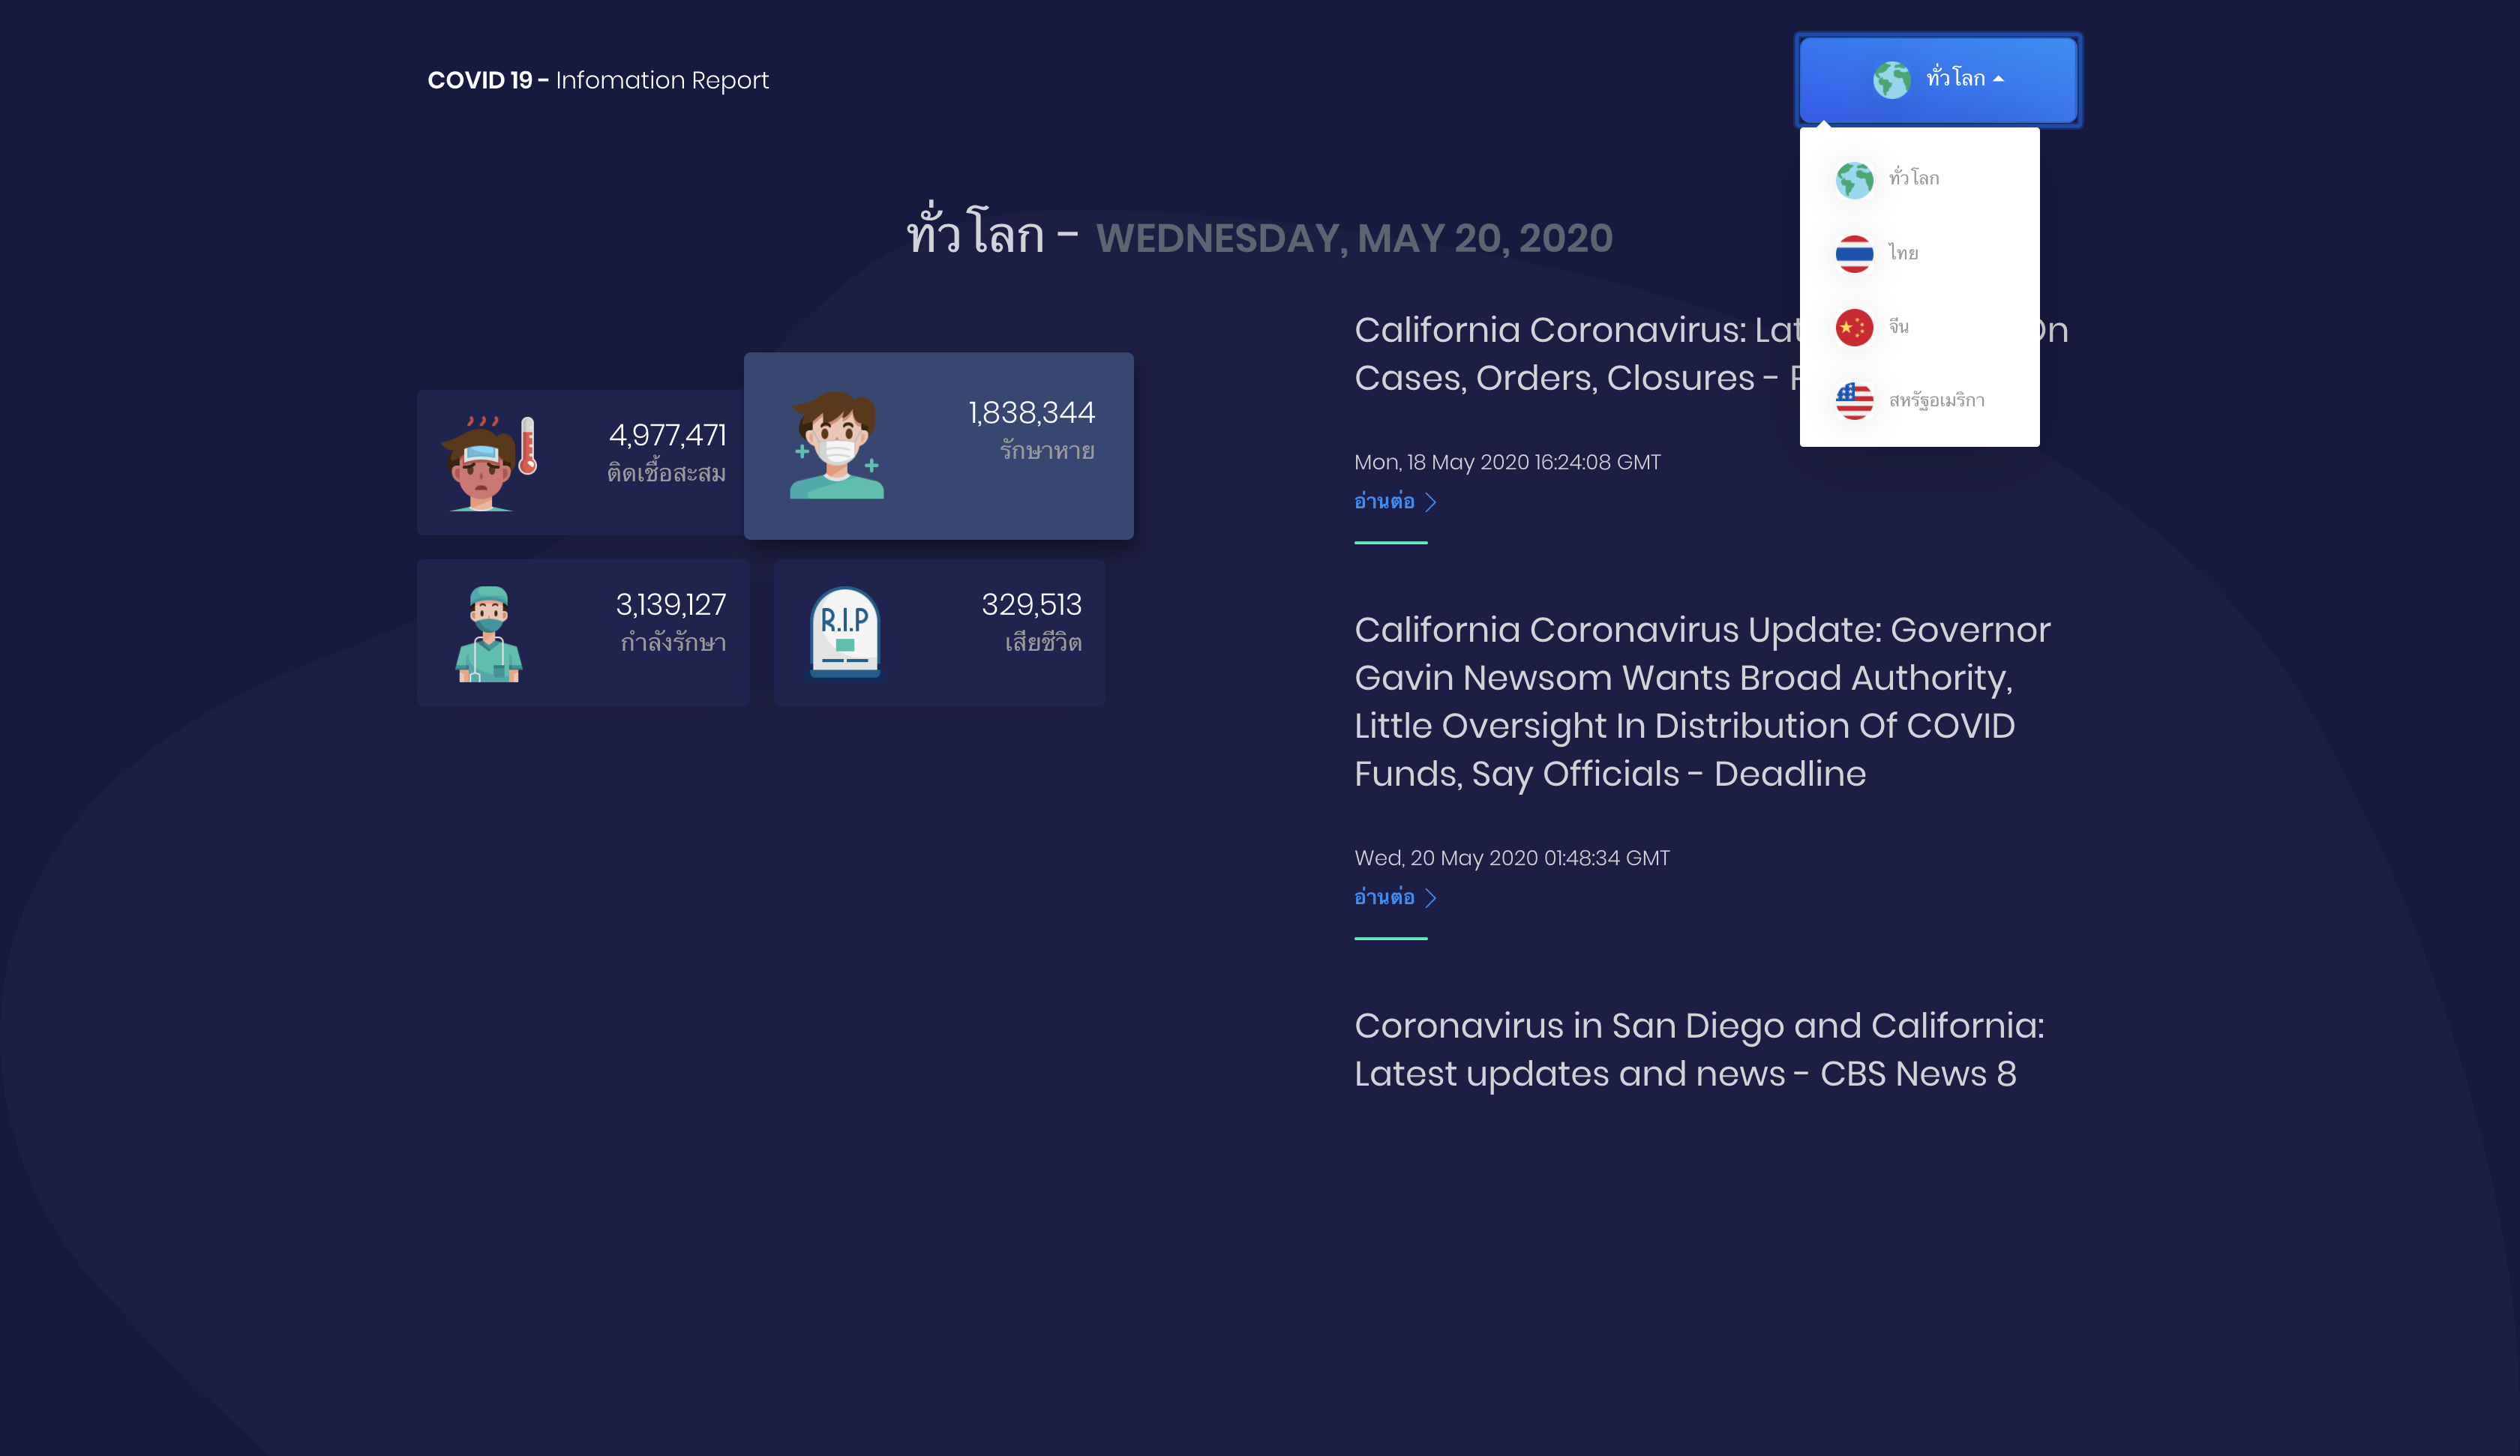 COVID 19 - Infomation Report
ทั่วโลก
ทั่วโลก
ไทย
จีน
สหรัฐอเมริกา
ทั่วโลก - WEDNESDAY, MAY 20, 2020
4,977,471
ติดเชื้อสะสม
1,838,344
รักษาหาย
3,139,127
กำลังรักษา
R.I.P
329,513
เสียชีวิต
California Coronavirus:
Cases, Orders, Closures -
Mon, 18 May 2020 16:24:08 GMT
อ่านต่อ
California Coronavirus Update: Governor
Gavin Newsom Wants Broad Authority,
Little Oversight In Distribution Of COVID
Funds, Say Officials - Deadline
Wed, 20 May 2020 01:48:34 GMT
อ่านต่อ
Coronavirus in San Diego and California:
Latest updates and news - CBS News 8